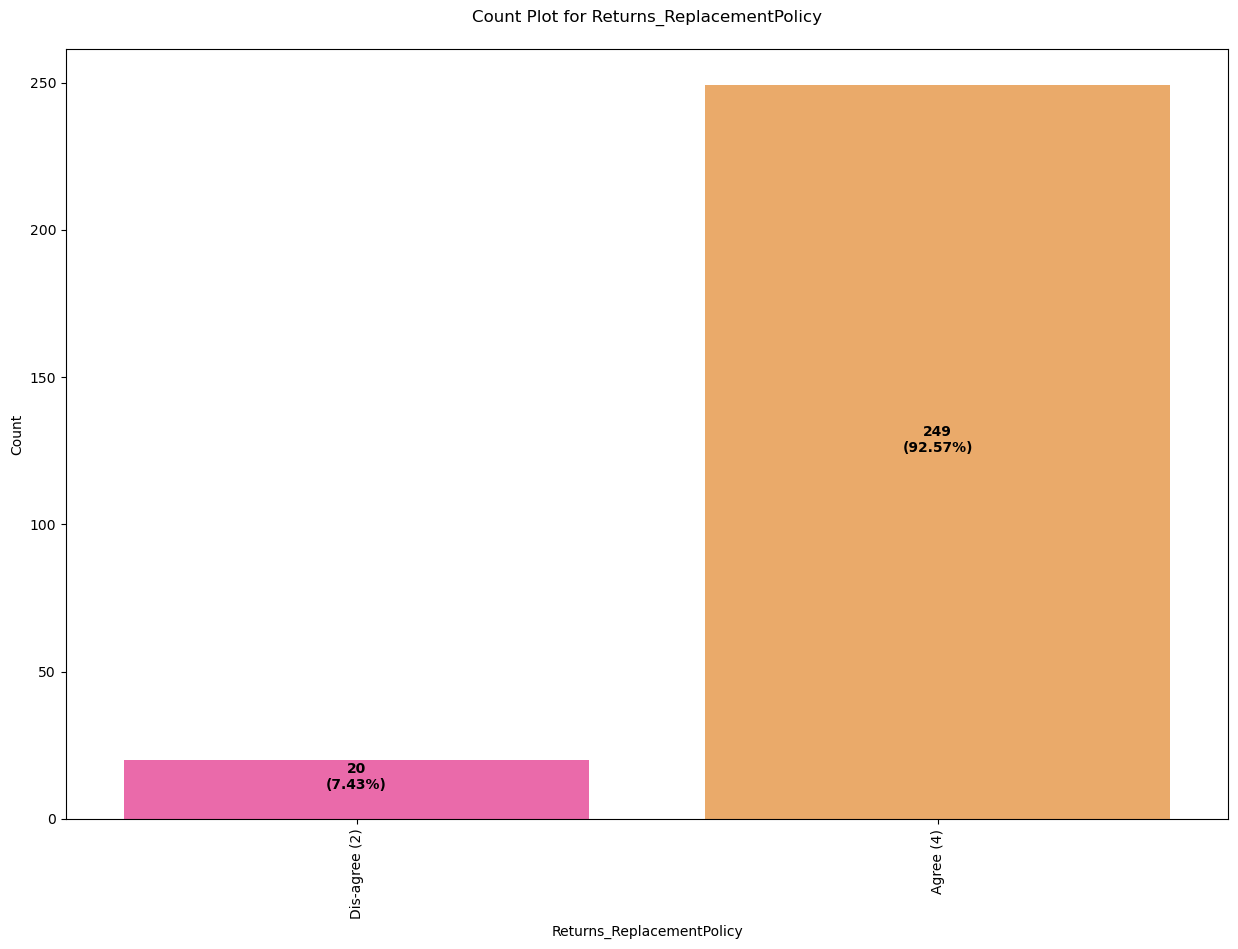 Count Plot for Returns_ReplacementPolicy
250
200
150
100
50
0
Count
249
(92.57%)
20
(7.43%)
Dis-agree (2)
Agree (4)
Returns_ReplacementPolicy